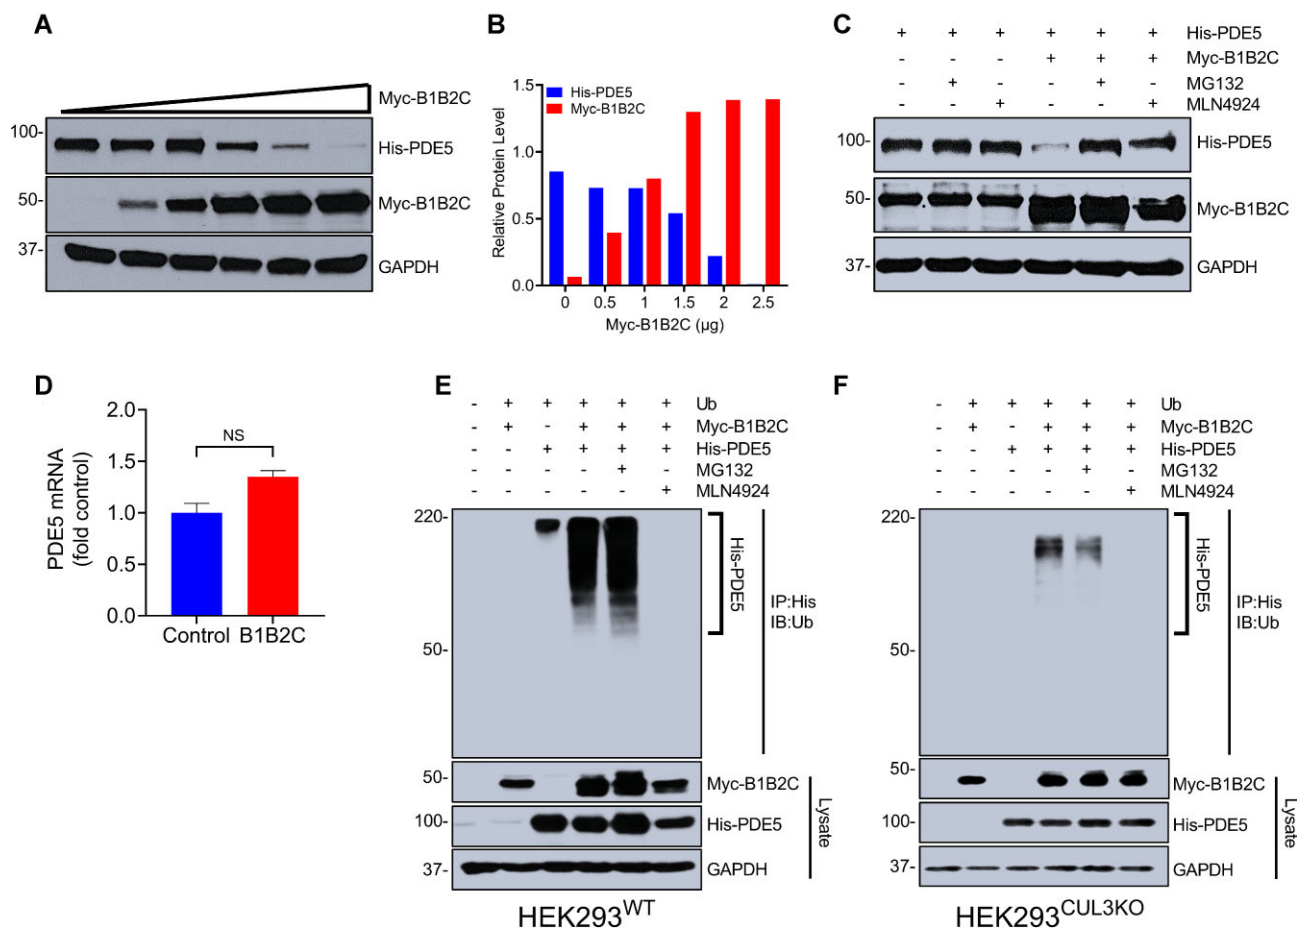 A
Myc-B1B2C
100-
His-PDE5
50-
Myc-B1B2C
37-
GAPDH
B
His-PDE5
Myc-B1B2C
Relative Protein Level
1.5
1.0
0.5
0.0
0 0.5 1 1.5 2 2.5
Myc-B1B2C (µg)
C
+ + + + + + His-PDE5
- - - + + + Myc-B1B2C
- + - - + - MG132
- - + - - + MLN4924
100-
His-PDE5
50-
Myc-B1B2C
37-
GAPDH
D
PDE5 mRNA
(fold control)
2.0
1.5
1.0
0.5
0.0
NS
Control B1B2C
E
- + + + + + Ub
- + - + + + Myc-B1B2C
- - + + + + His-PDE5
- - - - + - MG132
- - - - - + MLN4924
220-
50-
His-PDE5
IP:His
IB:Ub
50-
Myc-B1B2C
100-
His-PDE5
37-
GAPDH
Lysate
HEK293WT
F
- + + + + + Ub
- + - + + + Myc-B1B2C
- - + + + + His-PDE5
- - - - + - MG132
- - - - - + MLN4924
220-
50-
His-PDE5
IP:His
IB:Ub
50-
Myc-B1B2C
100-
His-PDE5
37-
GAPDH
Lysate
HEK293CUL3KO